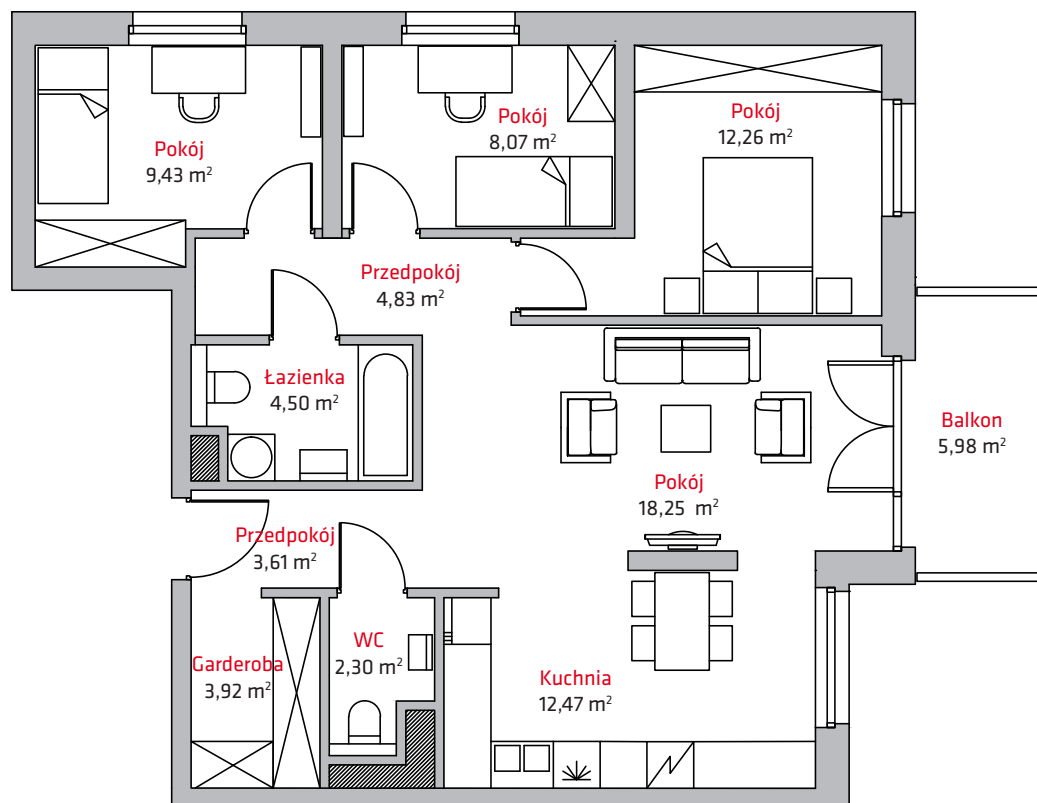 Pokój
9,43 m²
Pokój
8,07 m²
Pokój
12,26 m²
Przedpokój
4,83 m²
Łazienka
4,50 m²
Balkon
5,98 m²
Pokój
18,25 m²
Przedpokój
3,61 m²
WC
2,30 m²
Garderoba
3,92 m²
Kuchnia
12,47 m²